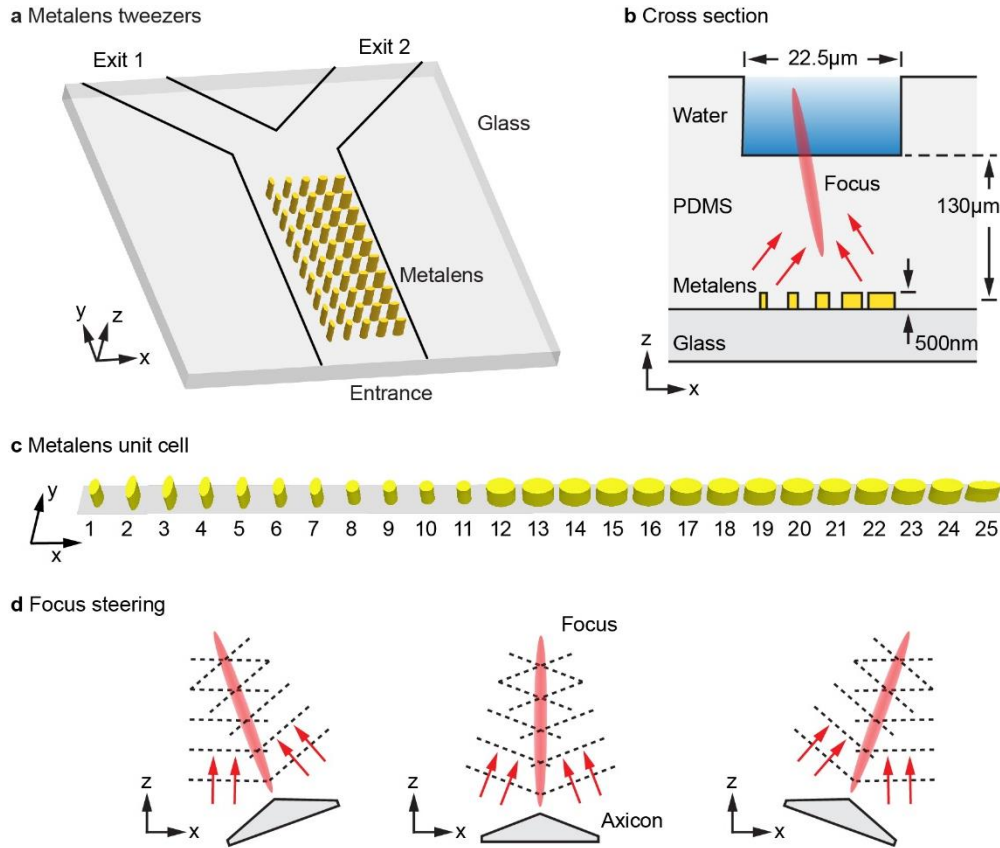 a Metalens tweezers
Exit 1
Exit 2
Glass
Metalens
y
z
x
Entrance
b Cross section
22.5μm
Water
Focus
PDMS
130μm
Metalens
500nm
Glass
z
x
c Metalens unit cell
y
x
1 2 3 4 5 6 7 8 9 10 11 12 13 14 15 16 17 18 19 20 21 22 23 24 25
d Focus steering
Focus
z
x
z
x
Axicon
z
x